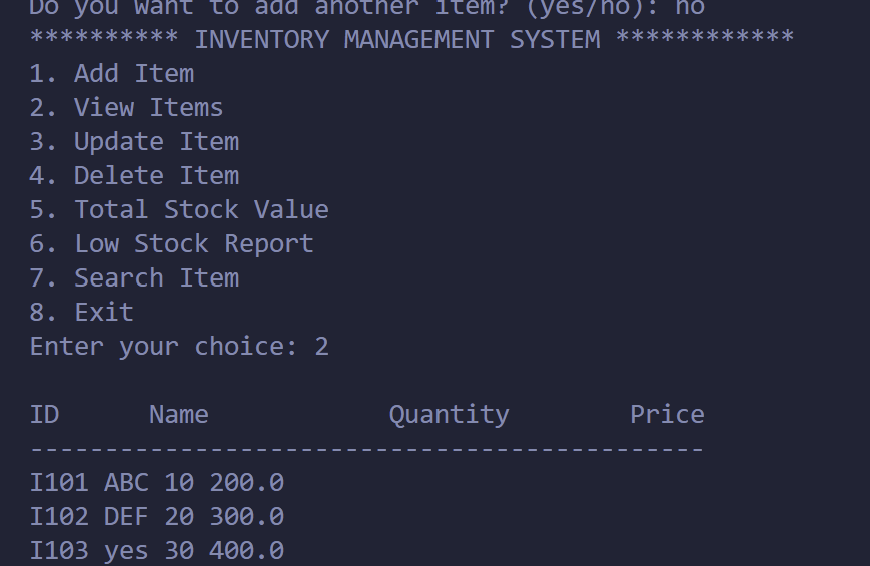 Do you want to add another item? (yes/no): no
********** INVENTORY MANAGEMENT SYSTEM ************
1. Add Item
2. View Items
3. Update Item
4. Delete Item
5. Total Stock Value
6. Low Stock Report
7. Search Item
8. Exit
Enter your choice: 2
ID      Name            Quantity        Price
---------------------------------------------
I101 ABC 10 200.0
I102 DEF 20 300.0
I103 yes 30 400.0